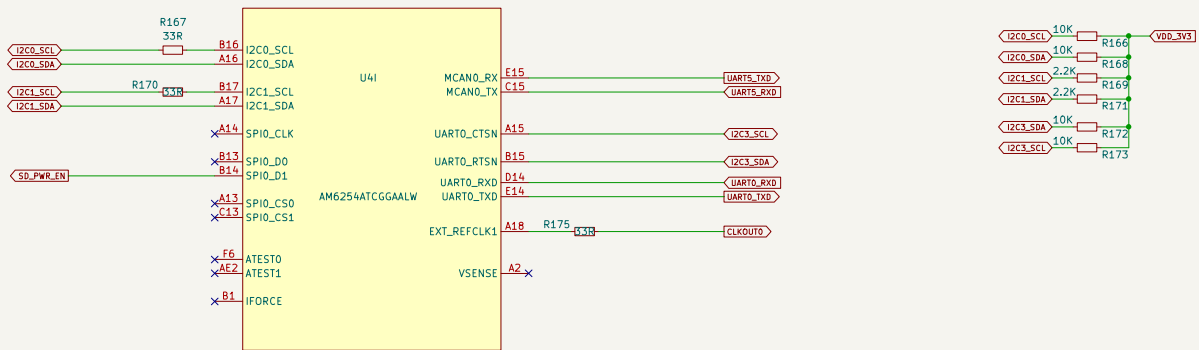 R167
33R
I2C0_SCL
B16
I2C0_SCL
I2C0_SDA
A16
I2C0_SDA
R170
33R
I2C1_SCL
B17
I2C1_SCL
I2C1_SDA
A17
I2C1_SDA
A14
SPI0_CLK
B13
SPI0_D0
SD_PWR_EN
B14
SPI0_D1
A13
SPI0_CS0
C13
SPI0_CS1
F6
ATEST0
AE2
ATEST1
B1
IFORCE
U4I
AM6254ATCGGAALW
MCAN0_RX
E15
UART5_TXD
MCAN0_TX
C15
UART5_RXD
UART0_CTSN
A15
I2C3_SCL
UART0_RTSN
B15
I2C3_SDA
UART0_RXD
D14
UART0_RXD
UART0_TXD
E14
UART0_TXD
EXT_REFCLK1
A18
R175
33R
CLKOUT0
VSENSE
A2
I2C0_SCL
10K
R166
VDD_3V3
I2C0_SDA
10K
R168
I2C1_SCL
2.2K
R169
I2C1_SDA
2.2K
R171
I2C3_SDA
10K
R172
I2C3_SCL
10K
R173